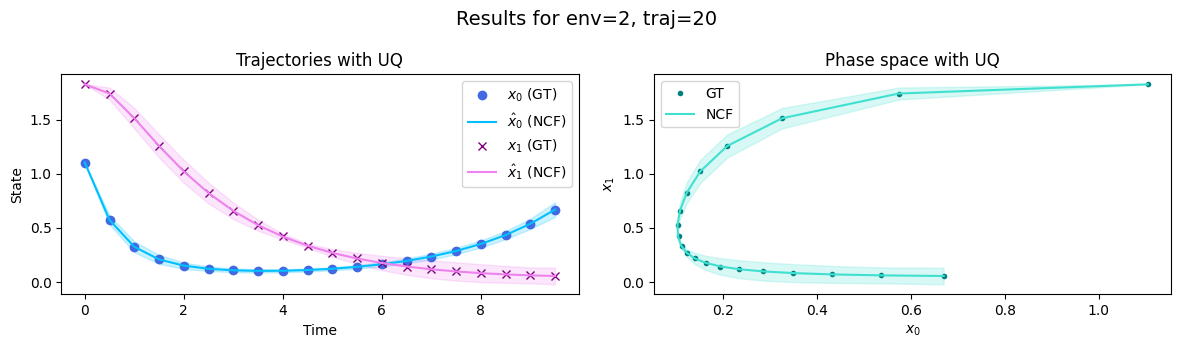 Results for env=2, traj=20
Trajectories with UQ
State
1.5
1.0
0.5
0.0
x₀ (GT)
x̂₀ (NCF)
x₁ (GT)
x̂₁ (NCF)
0 2 4 6 8
Time
Phase space with UQ
x₁
1.5
1.0
0.5
0.0
GT
NCF
0.2 0.4 0.6 0.8 1.0
x₀